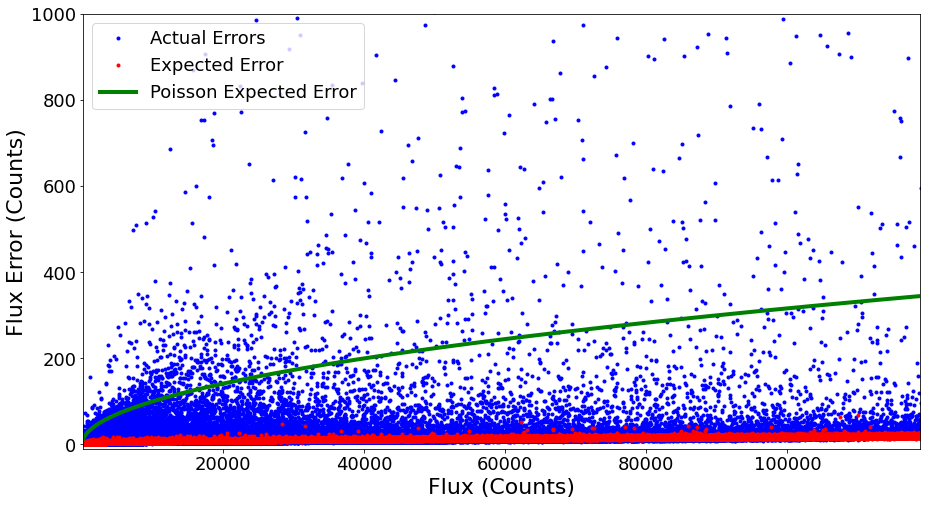 1000
800
600
400
200
0
Flux Error (Counts)
Actual Errors
Expected Error
Poisson Expected Error
20000 40000 60000 80000 100000
Flux (Counts)